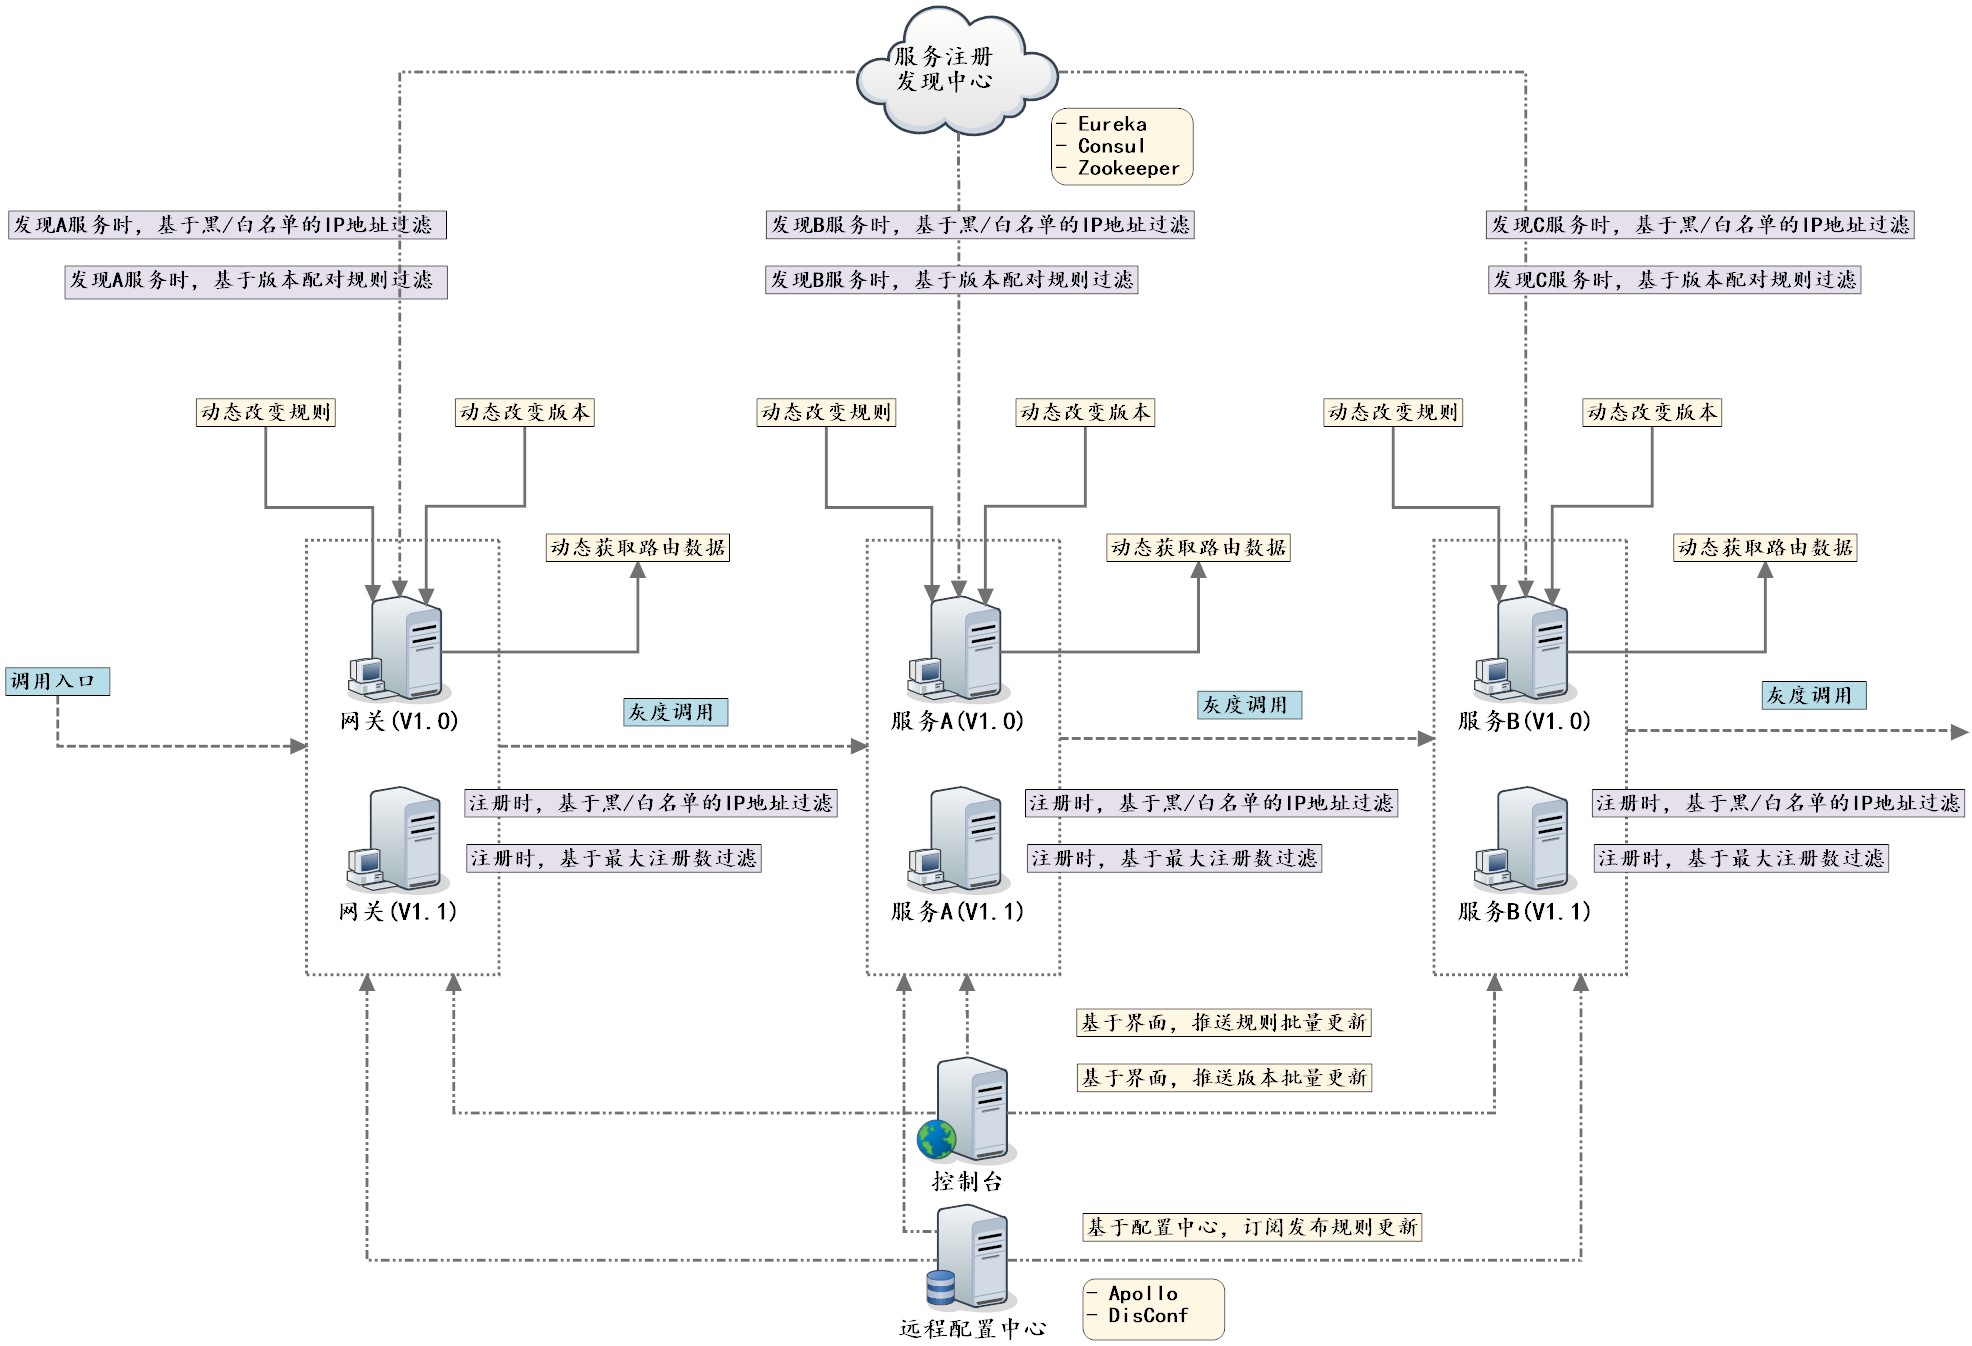 服务注册
发现中心
- Eureka
- Consul
- Zookeeper
发现A服务时，基于黑/白名单的IP地址过滤
发现B服务时，基于黑/白名单的IP地址过滤
发现C服务时，基于黑/白名单的IP地址过滤
发现A服务时，基于版本配对规则过滤
发现B服务时，基于版本配对规则过滤
发现C服务时，基于版本配对规则过滤
动态改变规则
动态改变版本
动态改变规则
动态改变版本
动态改变规则
动态改变版本
动态获取路由数据
动态获取路由数据
动态获取路由数据
调用入口
网关(V1.0)
灰度调用
服务A(V1.0)
灰度调用
服务B(V1.0)
灰度调用
注册时，基于黑/白名单的IP地址过滤
注册时，基于黑/白名单的IP地址过滤
注册时，基于黑/白名单的IP地址过滤
注册时，基于最大注册数过滤
注册时，基于最大注册数过滤
注册时，基于最大注册数过滤
网关(V1.1)
服务A(V1.1)
服务B(V1.1)
基于界面，推送规则批量更新
基于界面，推送版本批量更新
控制台
基于配置中心，订阅发布规则更新
- Apollo
- DisConf
远程配置中心